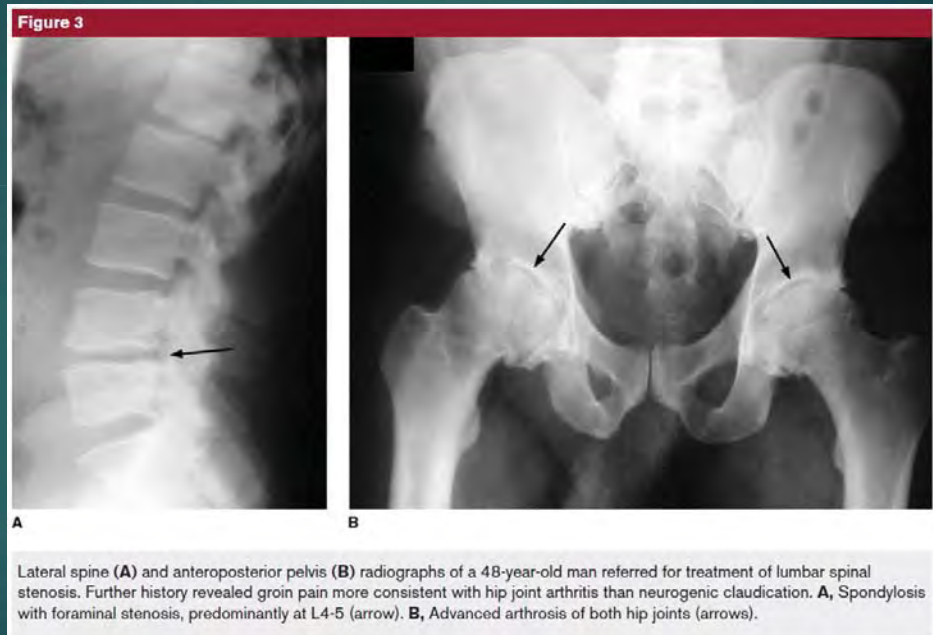 Figure 3
A
B
Lateral spine (A) and anteroposterior pelvis (B) radiographs of a 48-year-old man referred for treatment of lumbar spinal
stenosis. Further history revealed groin pain more consistent with hip joint arthritis than neurogenic claudication. A, Spondylosis
with foraminal stenosis, predominantly at L4-5 (arrow). B, Advanced arthrosis of both hip joints (arrows).